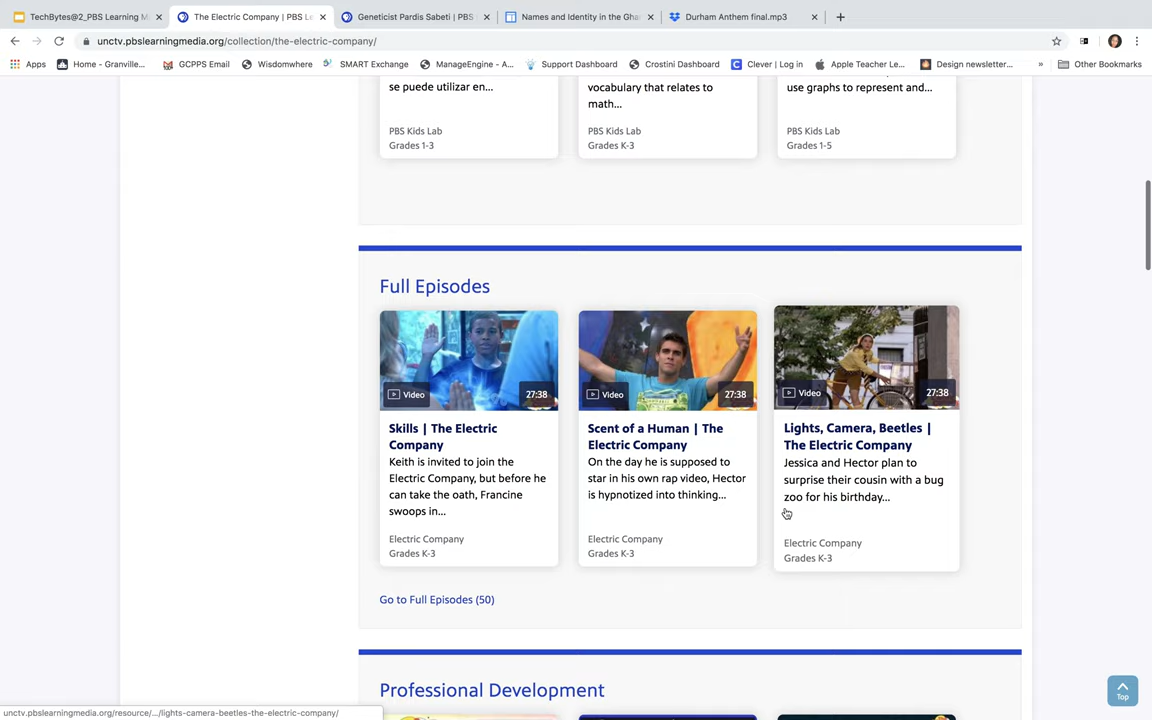 TechBytes@2_PBS Learning M
The Electric Company | PBS Le
Geneticist Pardis Sabeti | PBS
Names and Identity in the Gha
Durham Anthem final.mp3
unctv.pbslearningmedia.org/collection/the-electric-company/
Apps
Home - Granville...
GCPPS Email
Wisdomwhere
SMART Exchange
ManageEngine - A...
Support Dashboard
Crostini Dashboard
Clever | Log in
Apple Teacher Le...
Design newsletter...
»
Other Bookmarks
se puede utilizar en...
PBS Kids Lab
Grades 1-3
vocabulary that relates to
math...
PBS Kids Lab
Grades K-3
use graphs to represent and...
PBS Kids Lab
Grades 1-5
Full Episodes
Video
27:38
Skills | The Electric
Company
Keith is invited to join the
Electric Company, but before he
can take the oath, Francine
swoops in...
Electric Company
Grades K-3
Video
27:38
Scent of a Human | The
Electric Company
On the day he is supposed to
star in his own rap video, Hector
is hypnotized into thinking...
Electric Company
Grades K-3
Video
27:38
Lights, Camera, Beetles |
The Electric Company
Jessica and Hector plan to
surprise their cousin with a bug
zoo for his birthday...
Electric Company
Grades K-3
Go to Full Episodes (50)
Professional Development
Top
unctv.pbslearningmedia.org/resource/.../lights-camera-beetles-the-electric-company/